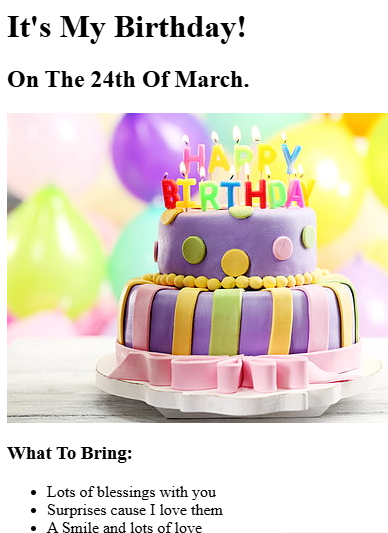 It's My Birthday!
On The 24th Of March.
HAPPY
BIRTHDAY
What To Bring:
Lots of blessings with you
Surprises cause I love them
A Smile and lots of love